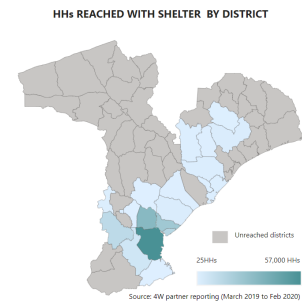 HHs REACHED WITH SHELTER BY DISTRICT
Unreached districts
25HHs 57,000 HHs
Source: 4W partner reporting (March 2019 to Feb 2020)